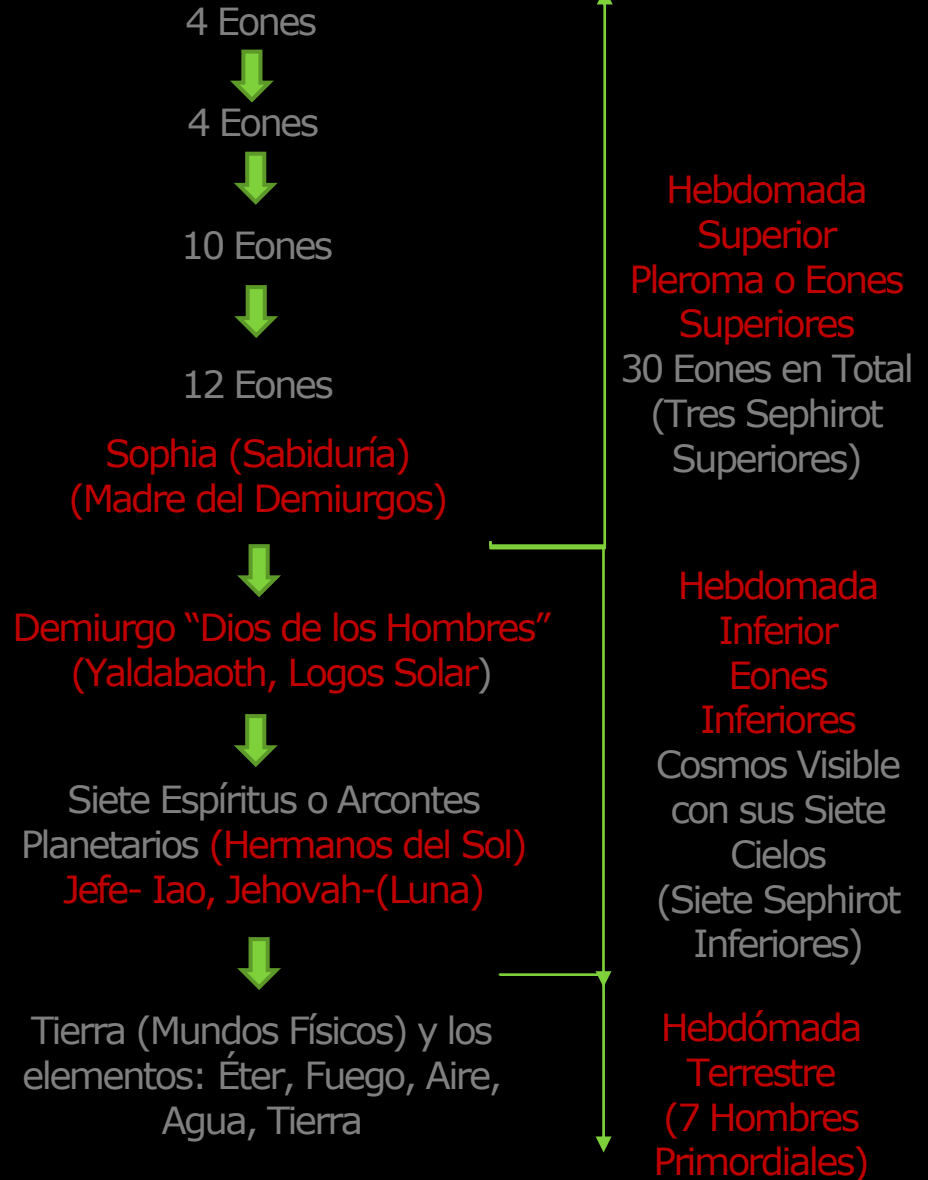 4 Eones
4 Eones
10 Eones
12 Eones
Sophia (Sabiduría)
(Madre del Demiurgos)
Demiurgo “Dios de los Hombres”
(Yaldabaoth, Logos Solar)
Siete Espíritus o Arcontes
Planetarios (Hermanos del Sol)
Jefe- Iao, Jehovah-(Luna)
Tierra (Mundos Físicos) y los
elementos: Éter, Fuego, Aire,
Agua, Tierra
Hebdomada
Superior
Pleroma o Eones
Superiores
30 Eones en Total
(Tres Sephirot
Superiores)
Hebdomada
Inferior
Eones
Inferiores
Cosmos Visible
con sus Siete
Cielos
(Siete Sephirot
Inferiores)
Hebdómada
Terrestre
(7 Hombres
Primordiales)